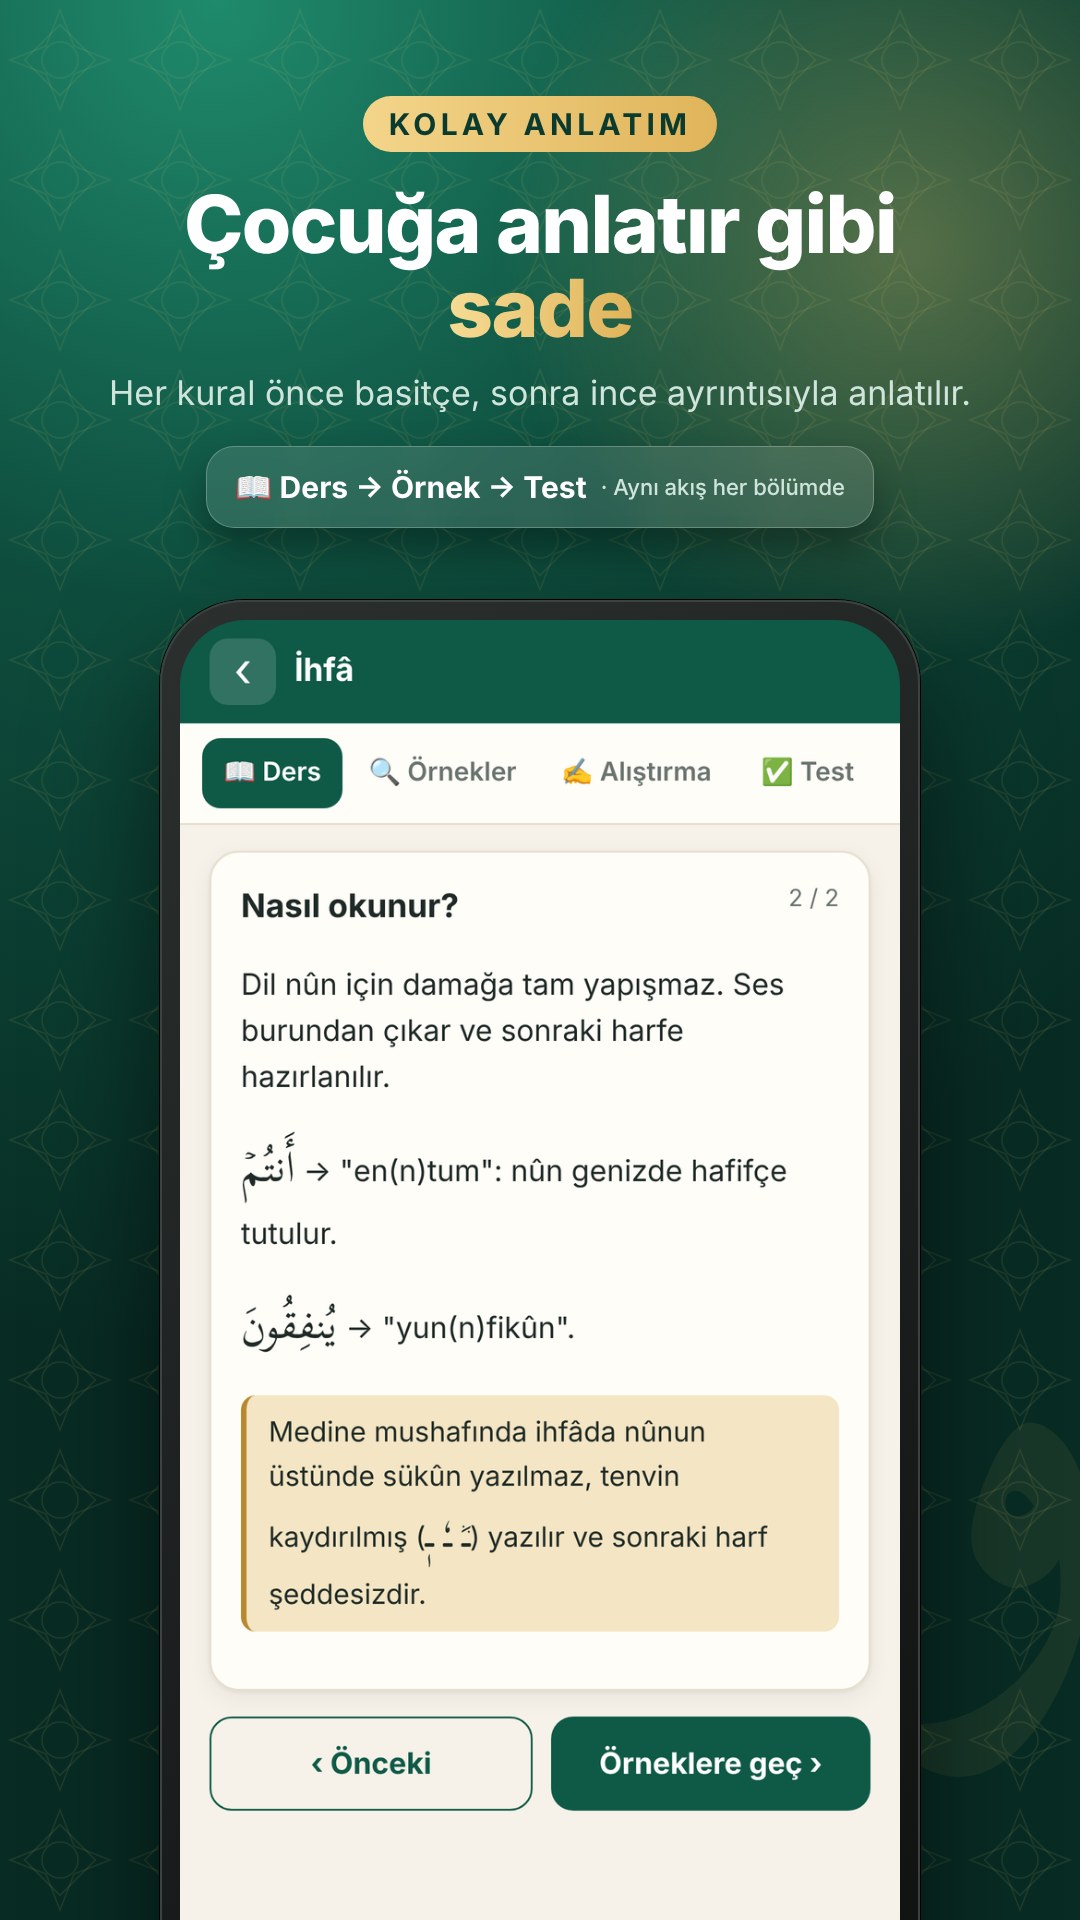 KOLAY ANLATIM
Çocuğa anlatır gibi
sade
Her kural önce basitçe, sonra ince ayrıntısıyla anlatılır.
📖 Ders → Örnek → Test · Aynı akış her bölümde
‹ İhfâ
📖 Ders 🔍 Örnekler ✍️ Alıştırma ✅ Test
Nasıl okunur? 2 / 2
Dil nûn için damağa tam yapışmaz. Ses
burundan çıkar ve sonraki harfe
hazırlanılır.
أَنتُمْ → "en(n)tum": nûn genizde hafifçe
tutulur.
يُنفِقُونَ → "yun(n)fikûn".
Medine mushafında ihfâda nûnun
üstünde sükûn yazılmaz, tenvin
kaydırılmış () yazılır ve sonraki harf
şeddesizdir.
‹ Önceki Örneklere geç ›
و